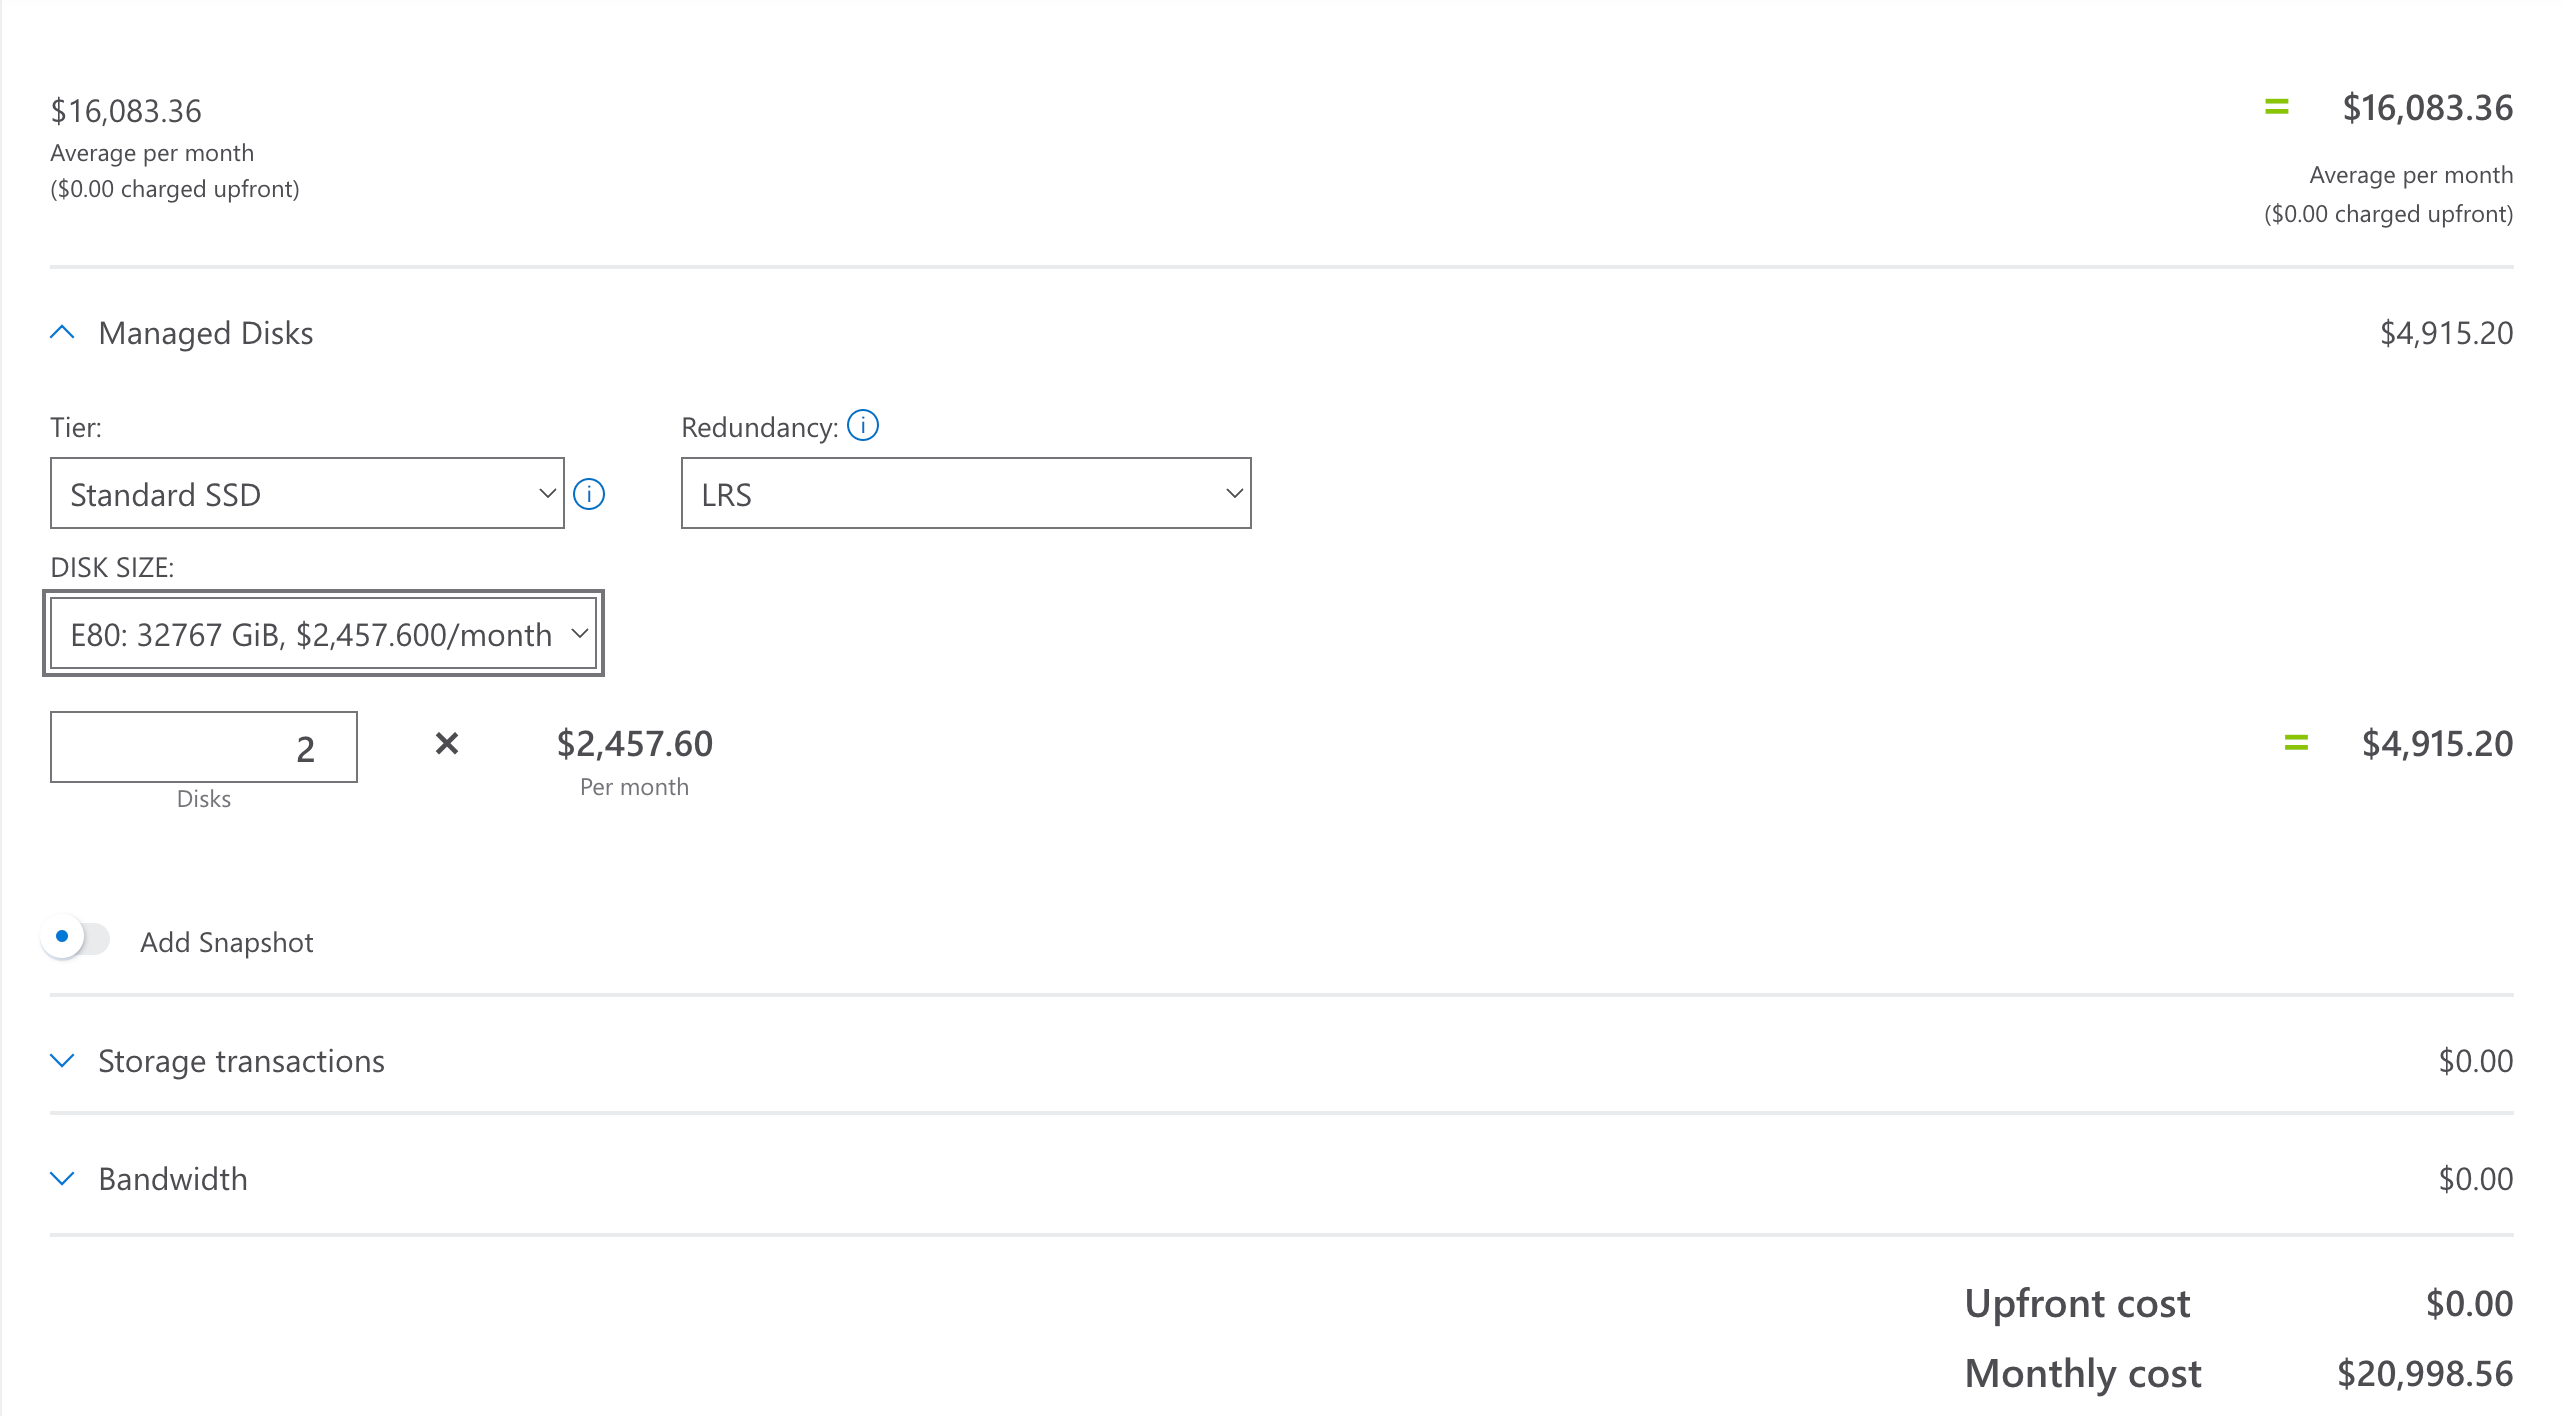 $16,083.36
Average per month
($0.00 charged upfront)
= $16,083.36
Average per month
($0.00 charged upfront)
Managed Disks $4,915.20
Tier:
Standard SSD
Redundancy:
LRS
DISK SIZE:
E80: 32767 GiB, $2,457.600/month
2 × $2,457.60 = $4,915.20
Disks Per month
Add Snapshot
Storage transactions $0.00
Bandwidth $0.00
Upfront cost $0.00
Monthly cost $20,998.56